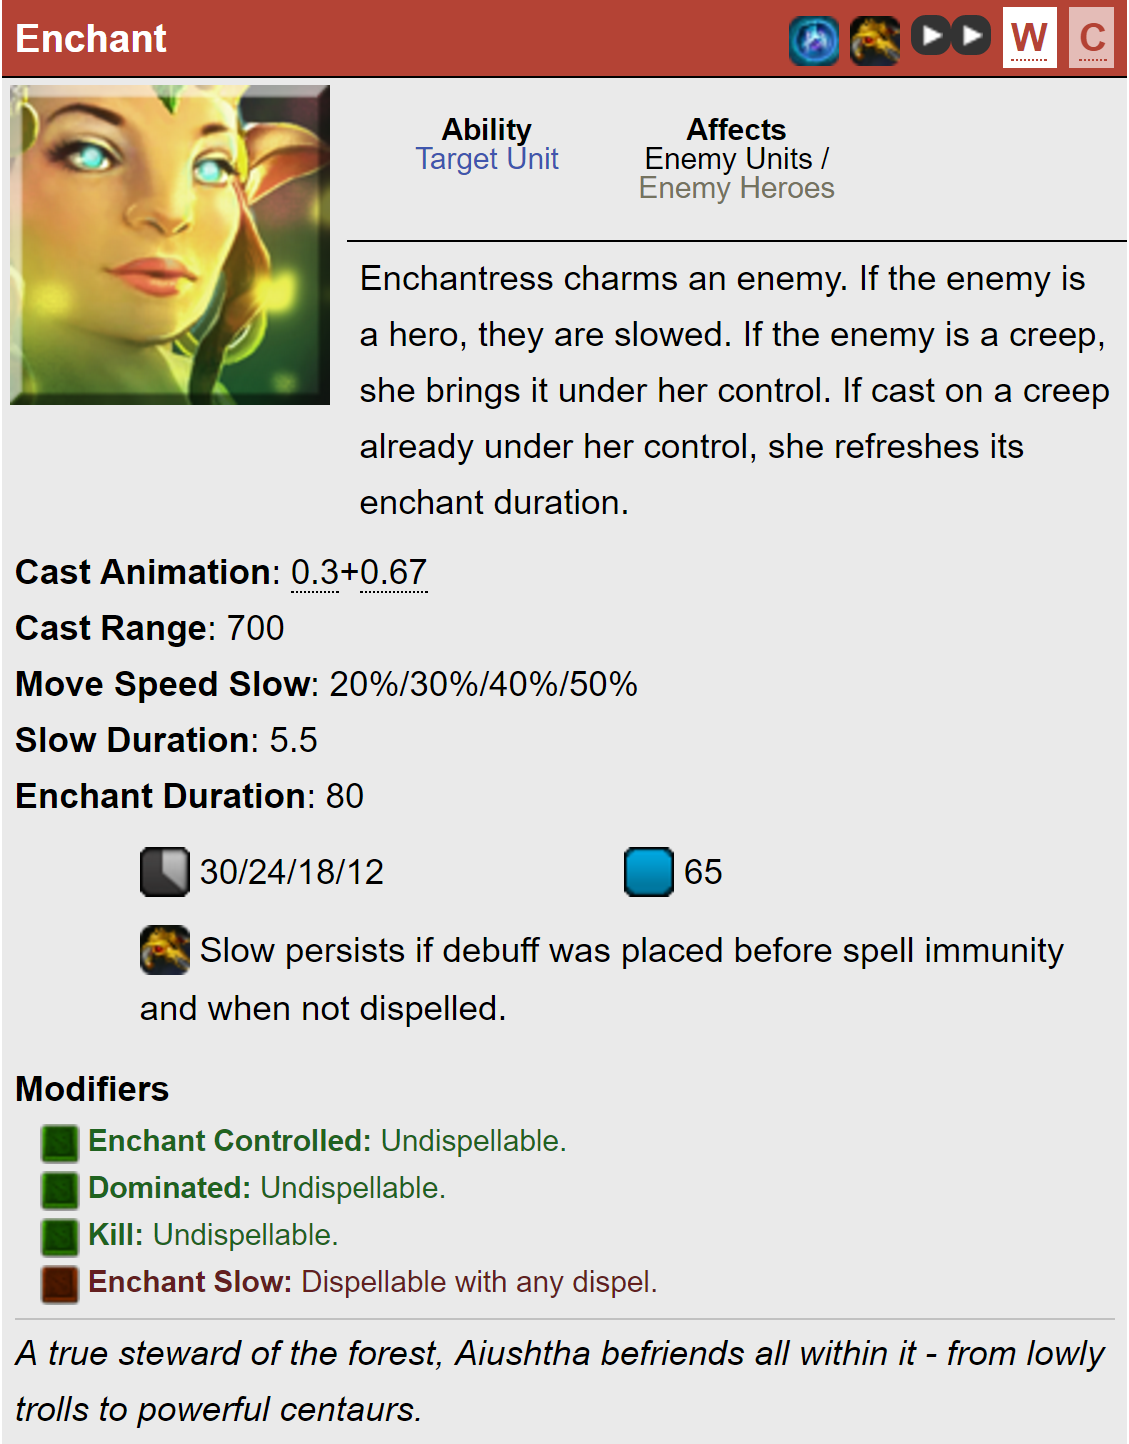 Enchant
W C
Ability
Target Unit
Affects
Enemy Units /
Enemy Heroes
Enchantress charms an enemy. If the enemy is
a hero, they are slowed. If the enemy is a creep,
she brings it under her control. If cast on a creep
already under her control, she refreshes its
enchant duration.
Cast Animation: 0.3+0.67
Cast Range: 700
Move Speed Slow: 20%/30%/40%/50%
Slow Duration: 5.5
Enchant Duration: 80
30/24/18/12
65
Slow persists if debuff was placed before spell immunity
and when not dispelled.
Modifiers
Enchant Controlled: Undispellable.
Dominated: Undispellable.
Kill: Undispellable.
Enchant Slow: Dispellable with any dispel.
A true steward of the forest, Aiushtha befriends all within it - from lowly
trolls to powerful centaurs.